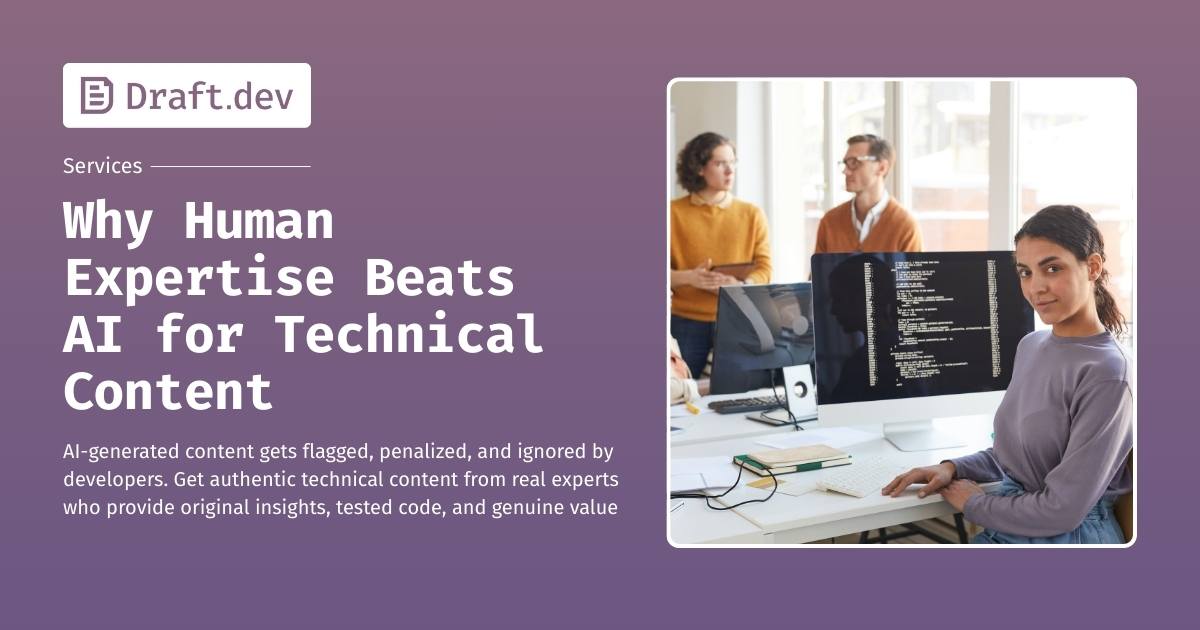 Draft.dev
Services
Why Human
Expertise Beats
AI for Technical
Content
AI-generated content gets flagged, penalized, and ignored by
developers. Get authentic technical content from real experts
who provide original insights, tested code, and genuine value